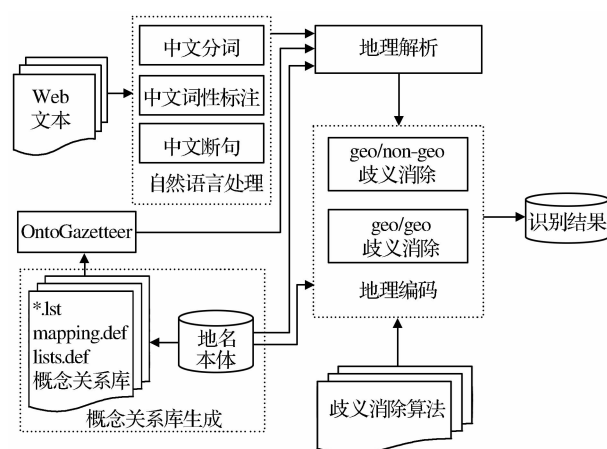 中文分词
地理解析
Web
文本
中文词性标注
中文断句
自然语言处理
geo/non-geo
歧义消除
geo/geo
歧义消除
地理编码
识别结果
OntoGazetteer
*.lst
mapping.def
lists.def
概念关系库
地名
本体
概念关系库生成
歧义消除算法